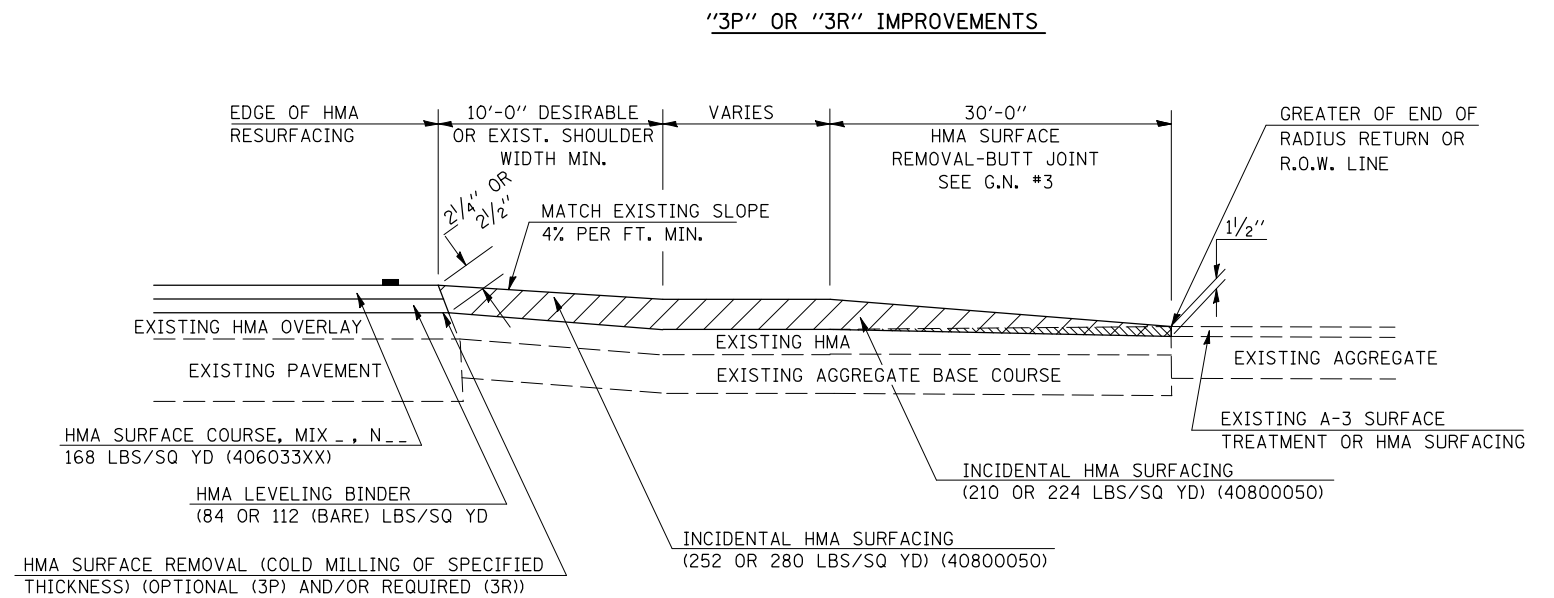 "3P" OR "3R" IMPROVEMENTS
EDGE OF HMA
RESURFACING
10'-0" DESIRABLE
OR EXIST. SHOULDER
WIDTH MIN.
VARIES
30'-0"
HMA SURFACE
REMOVAL-BUTT JOINT
SEE G.N. #3
GREATER OF END OF
RADIUS RETURN OR
R.O.W. LINE
2 1/4" OR
2 1/2"
MATCH EXISTING SLOPE
4% PER FT. MIN.
1 1/2"
EXISTING HMA OVERLAY
EXISTING PAVEMENT
EXISTING HMA
EXISTING AGGREGATE BASE COURSE
EXISTING AGGREGATE
HMA SURFACE COURSE, MIX _ , N _ _
168 LBS/SQ YD (406033XX)
EXISTING A-3 SURFACE
TREATMENT OR HMA SURFACING
INCIDENTAL HMA SURFACING
(210 OR 224 LBS/SQ YD) (40800050)
HMA LEVELING BINDER
(84 OR 112 (BARE) LBS/SQ YD
INCIDENTAL HMA SURFACING
(252 OR 280 LBS/SQ YD) (40800050)
HMA SURFACE REMOVAL (COLD MILLING OF SPECIFIED
THICKNESS) (OPTIONAL (3P) AND/OR REQUIRED (3R))